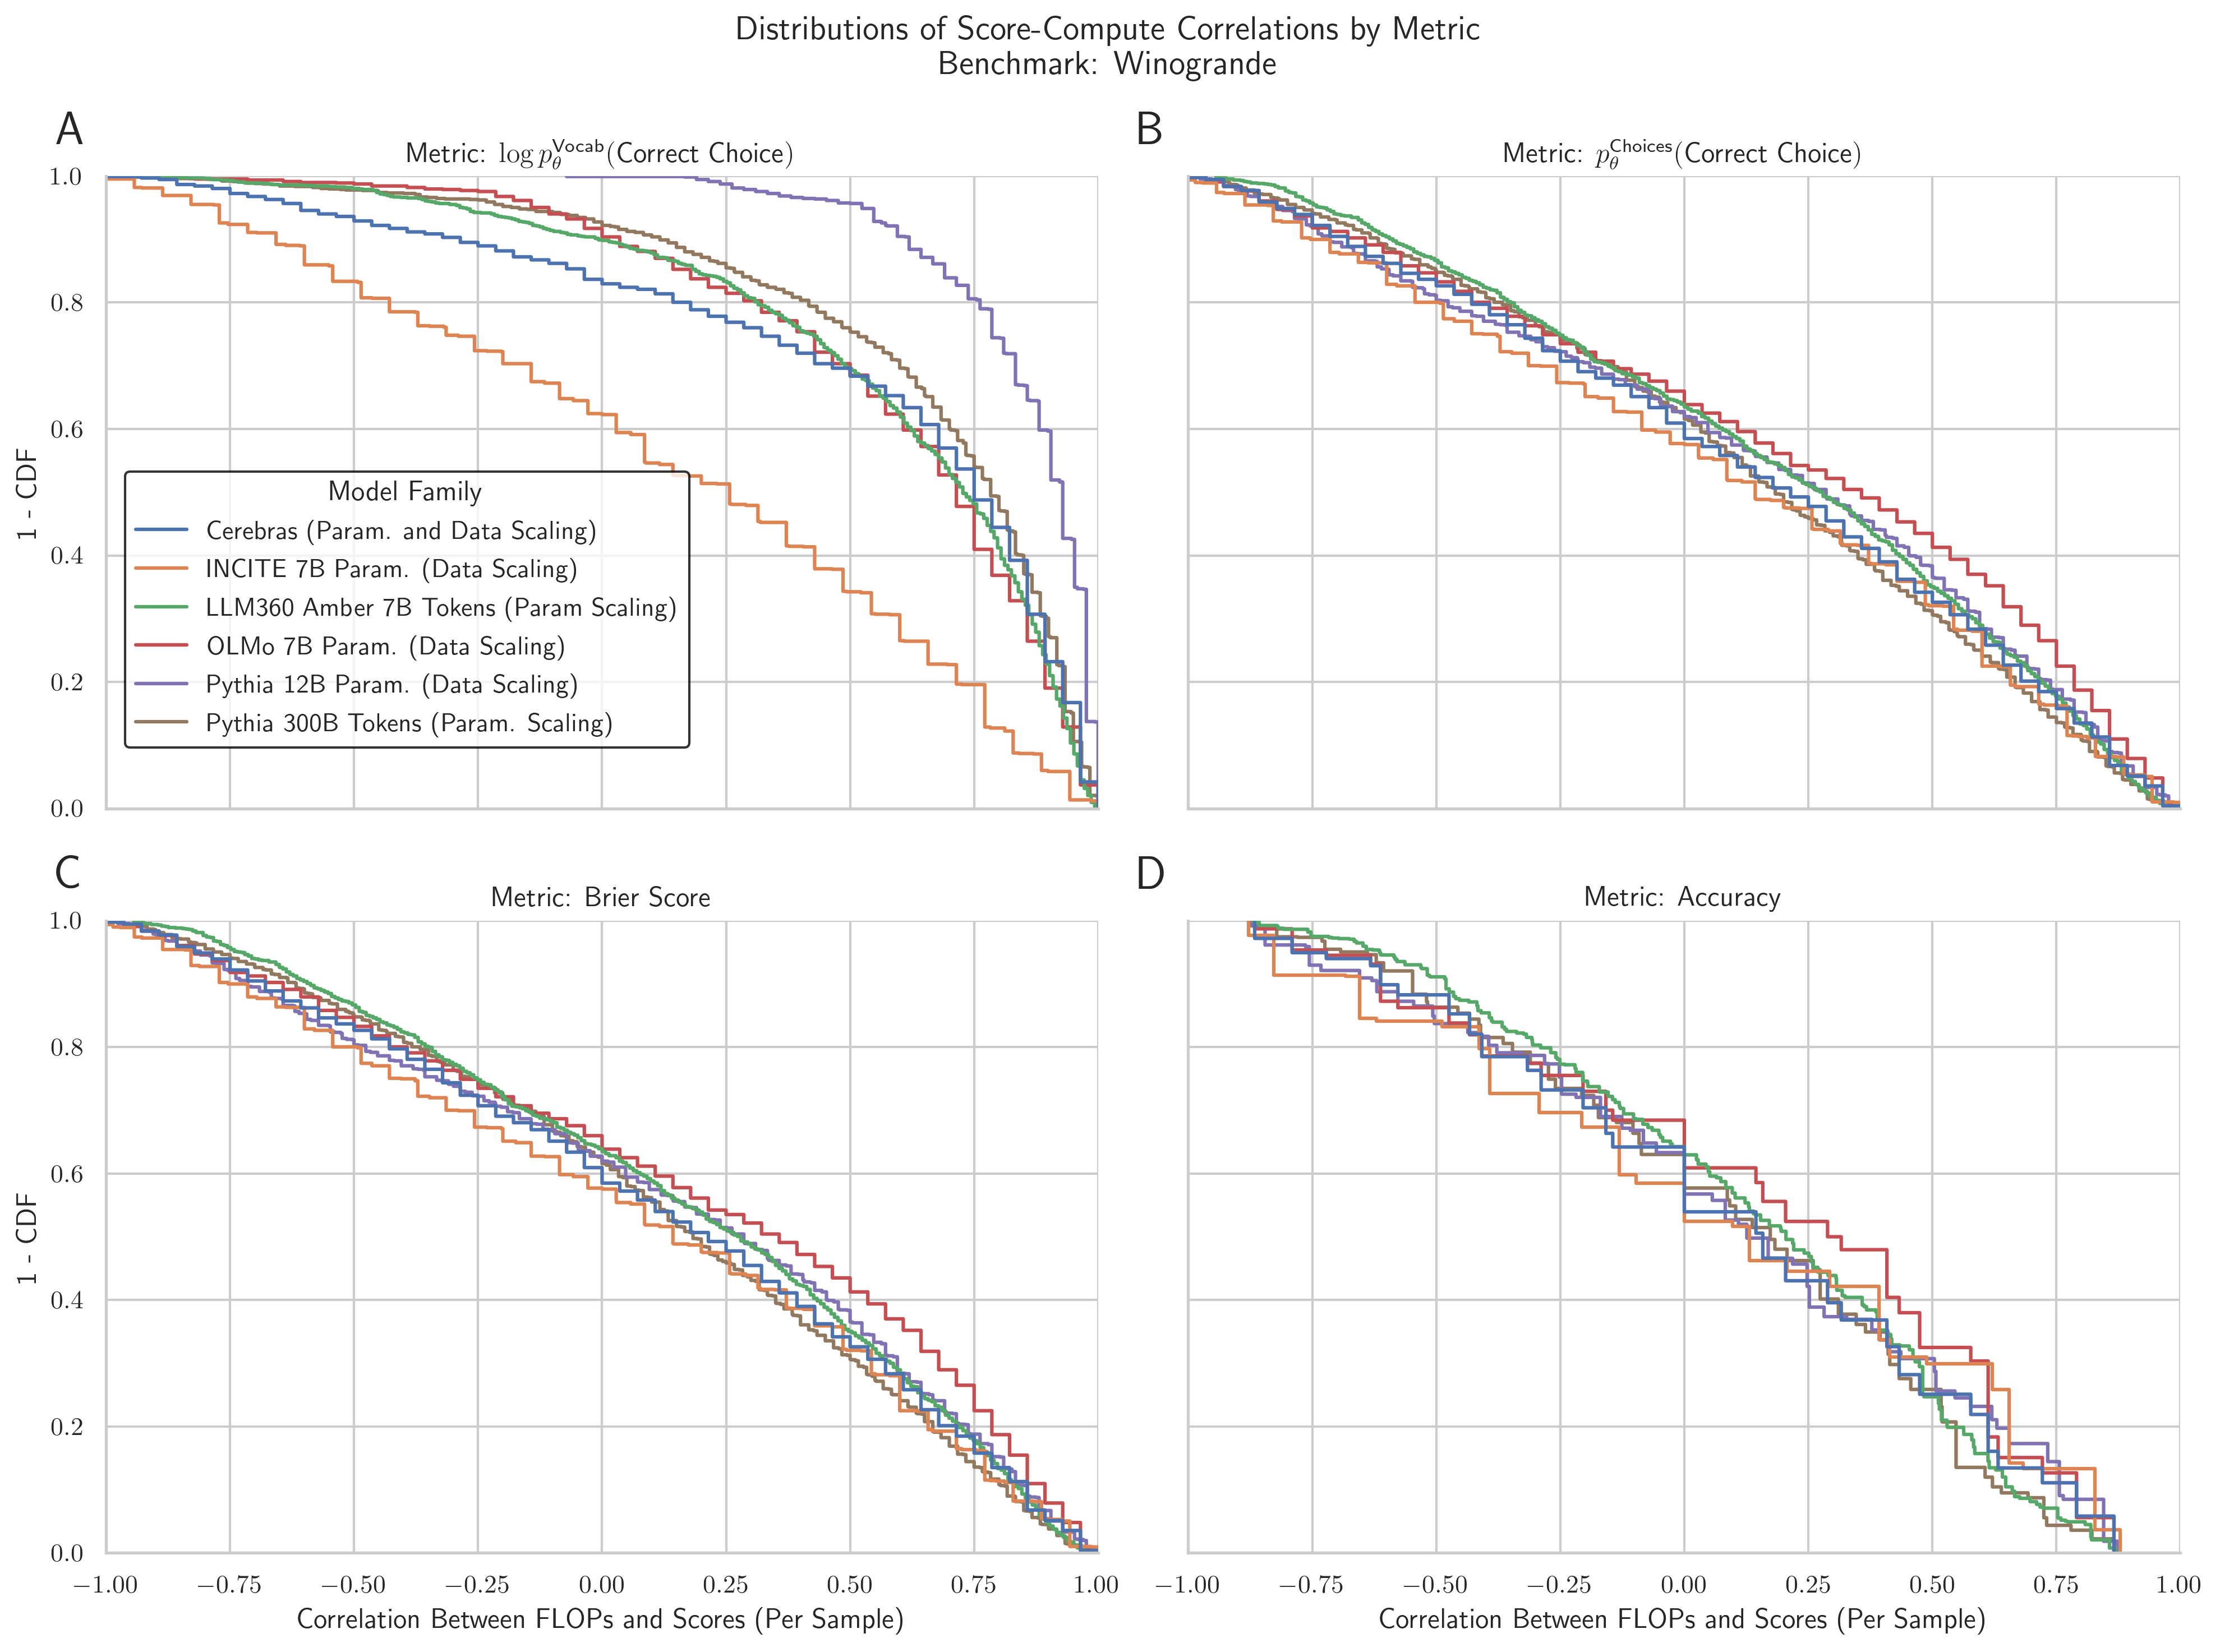 Distributions of Score-Compute Correlations by Metric
Benchmark: Winogrande
A
Metric: log p_θ^Vocab(Correct Choice)
1.0
0.8
0.6
0.4
0.2
0.0
1 - CDF
Model Family
Cerebras (Param. and Data Scaling)
INCITE 7B Param. (Data Scaling)
LLM360 Amber 7B Tokens (Param Scaling)
OLMo 7B Param. (Data Scaling)
Pythia 12B Param. (Data Scaling)
Pythia 300B Tokens (Param. Scaling)
B
Metric: p_θ^Choices(Correct Choice)
C
Metric: Brier Score
1.0
0.8
0.6
0.4
0.2
0.0
1 - CDF
−1.00 −0.75 −0.50 −0.25 0.00 0.25 0.50 0.75 1.00
Correlation Between FLOPs and Scores (Per Sample)
D
Metric: Accuracy
−1.00 −0.75 −0.50 −0.25 0.00 0.25 0.50 0.75 1.00
Correlation Between FLOPs and Scores (Per Sample)